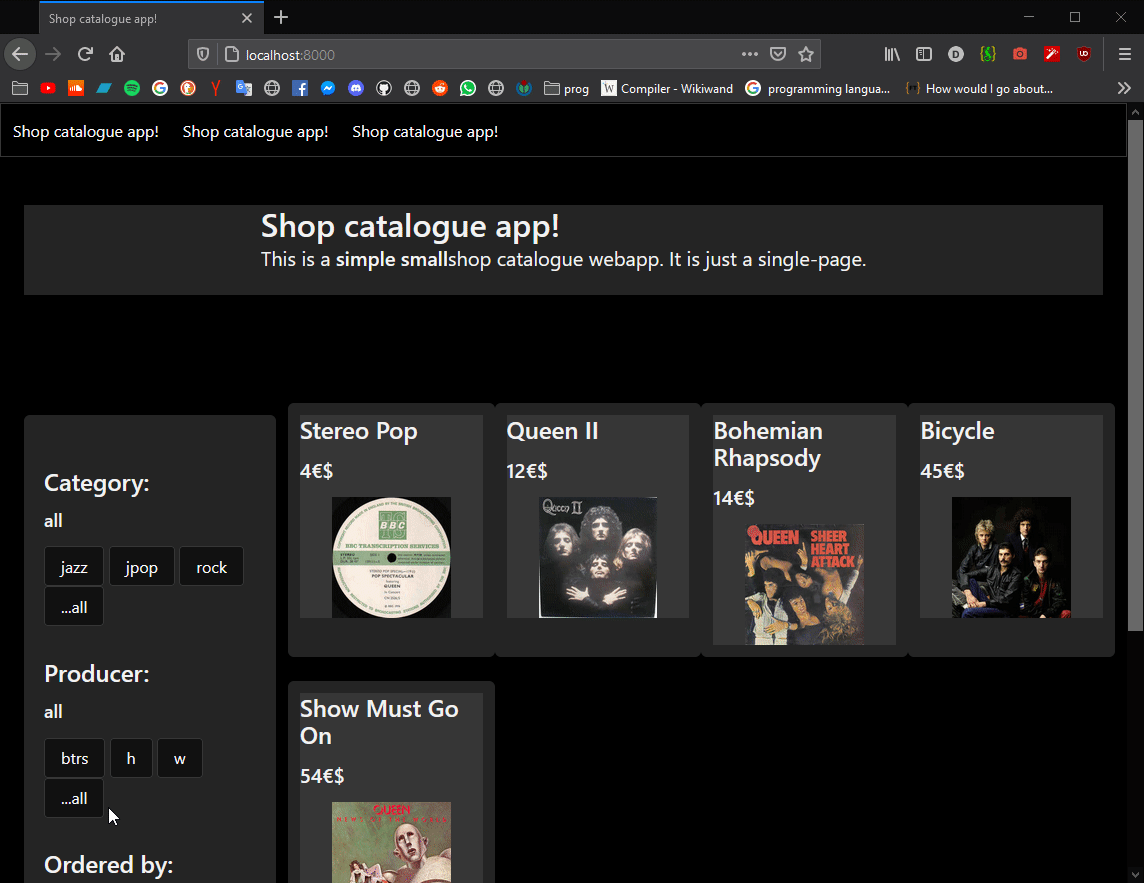 Shop catalogue app!
localhost:8000
prog
W Compiler - Wikiwand
programming langua...
How would I go about...
Shop catalogue app! Shop catalogue app! Shop catalogue app!
Shop catalogue app!
This is a simple smallshop catalogue webapp. It is just a single-page.
Category:
all
jazz jpop rock
...all
Producer:
all
btrs h w
...all
Ordered by:
Stereo Pop
4€$
BBC
BBC TRANSCRIPTION SERVICES
POP SPECTACULAR
QUEEN
Queen II
12€$
Queen II
Bohemian
Rhapsody
14€$
QUEEN SHEER
HEART
ATTACK
Bicycle
45€$
Show Must Go
On
54€$
QUEEN
NEWS OF THE WORLD